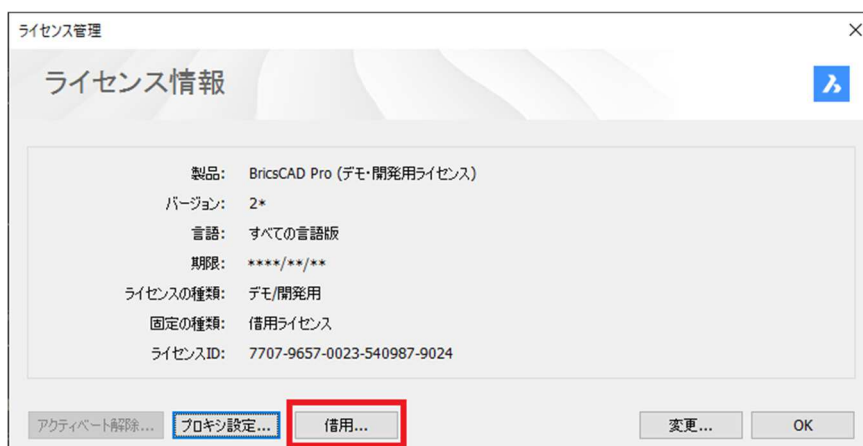 ライセンス管理
ライセンス情報
製品: BricsCAD Pro (デモ・開発用ライセンス)
バージョン: 2*
言語: すべての言語版
期限: ****/**/**
ライセンスの種類: デモ/開発用
固定の種類: 借用ライセンス
ライセンスID: 7707-9657-0023-540987-9024
アクティベート解除... プロキシ設定... 借用... 変更... OK